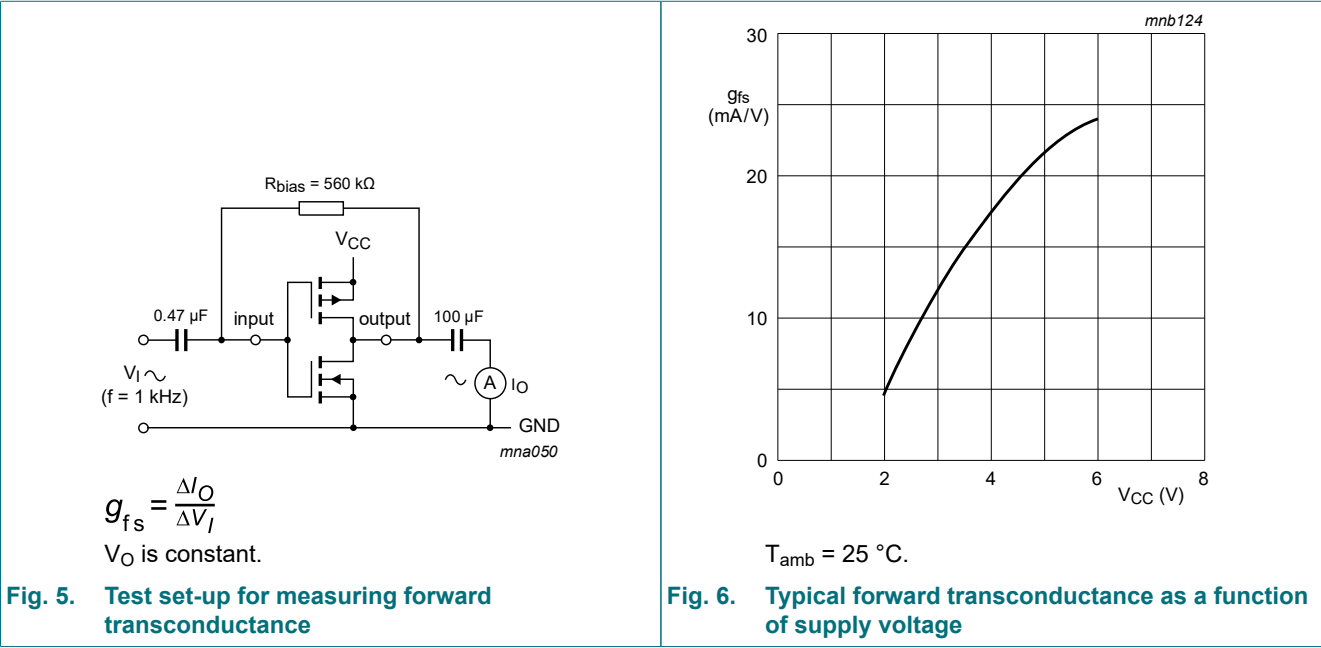 Rbias = 560 kΩ
VCC
0.47 µF
input
output
100 µF
VI
(f = 1 kHz)
A
IO
GND
mna050
gfs = ΔIO
ΔVI
VO is constant.
Fig. 5. Test set-up for measuring forward
transconductance
mnb124
30
gfs
(mA/V)
20
10
0
0
2
4
6
8
VCC (V)
Tamb = 25 °C.
Fig. 6. Typical forward transconductance as a function
of supply voltage